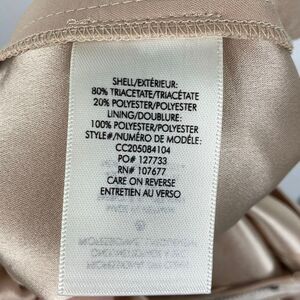 SHELL/EXTÉRIEUR:
80% TRIACETATE/TRIACÉTATE
20% POLYESTER/POLYESTER
LINING/DOUBLURE:
100% POLYESTER/POLYESTER
STYLE#/NUMÉRO DE MODÈLE:
CC205084104
PO# 127733
RN# 107677
CARE ON REVERSE
ENTRETIEN AU VERSO